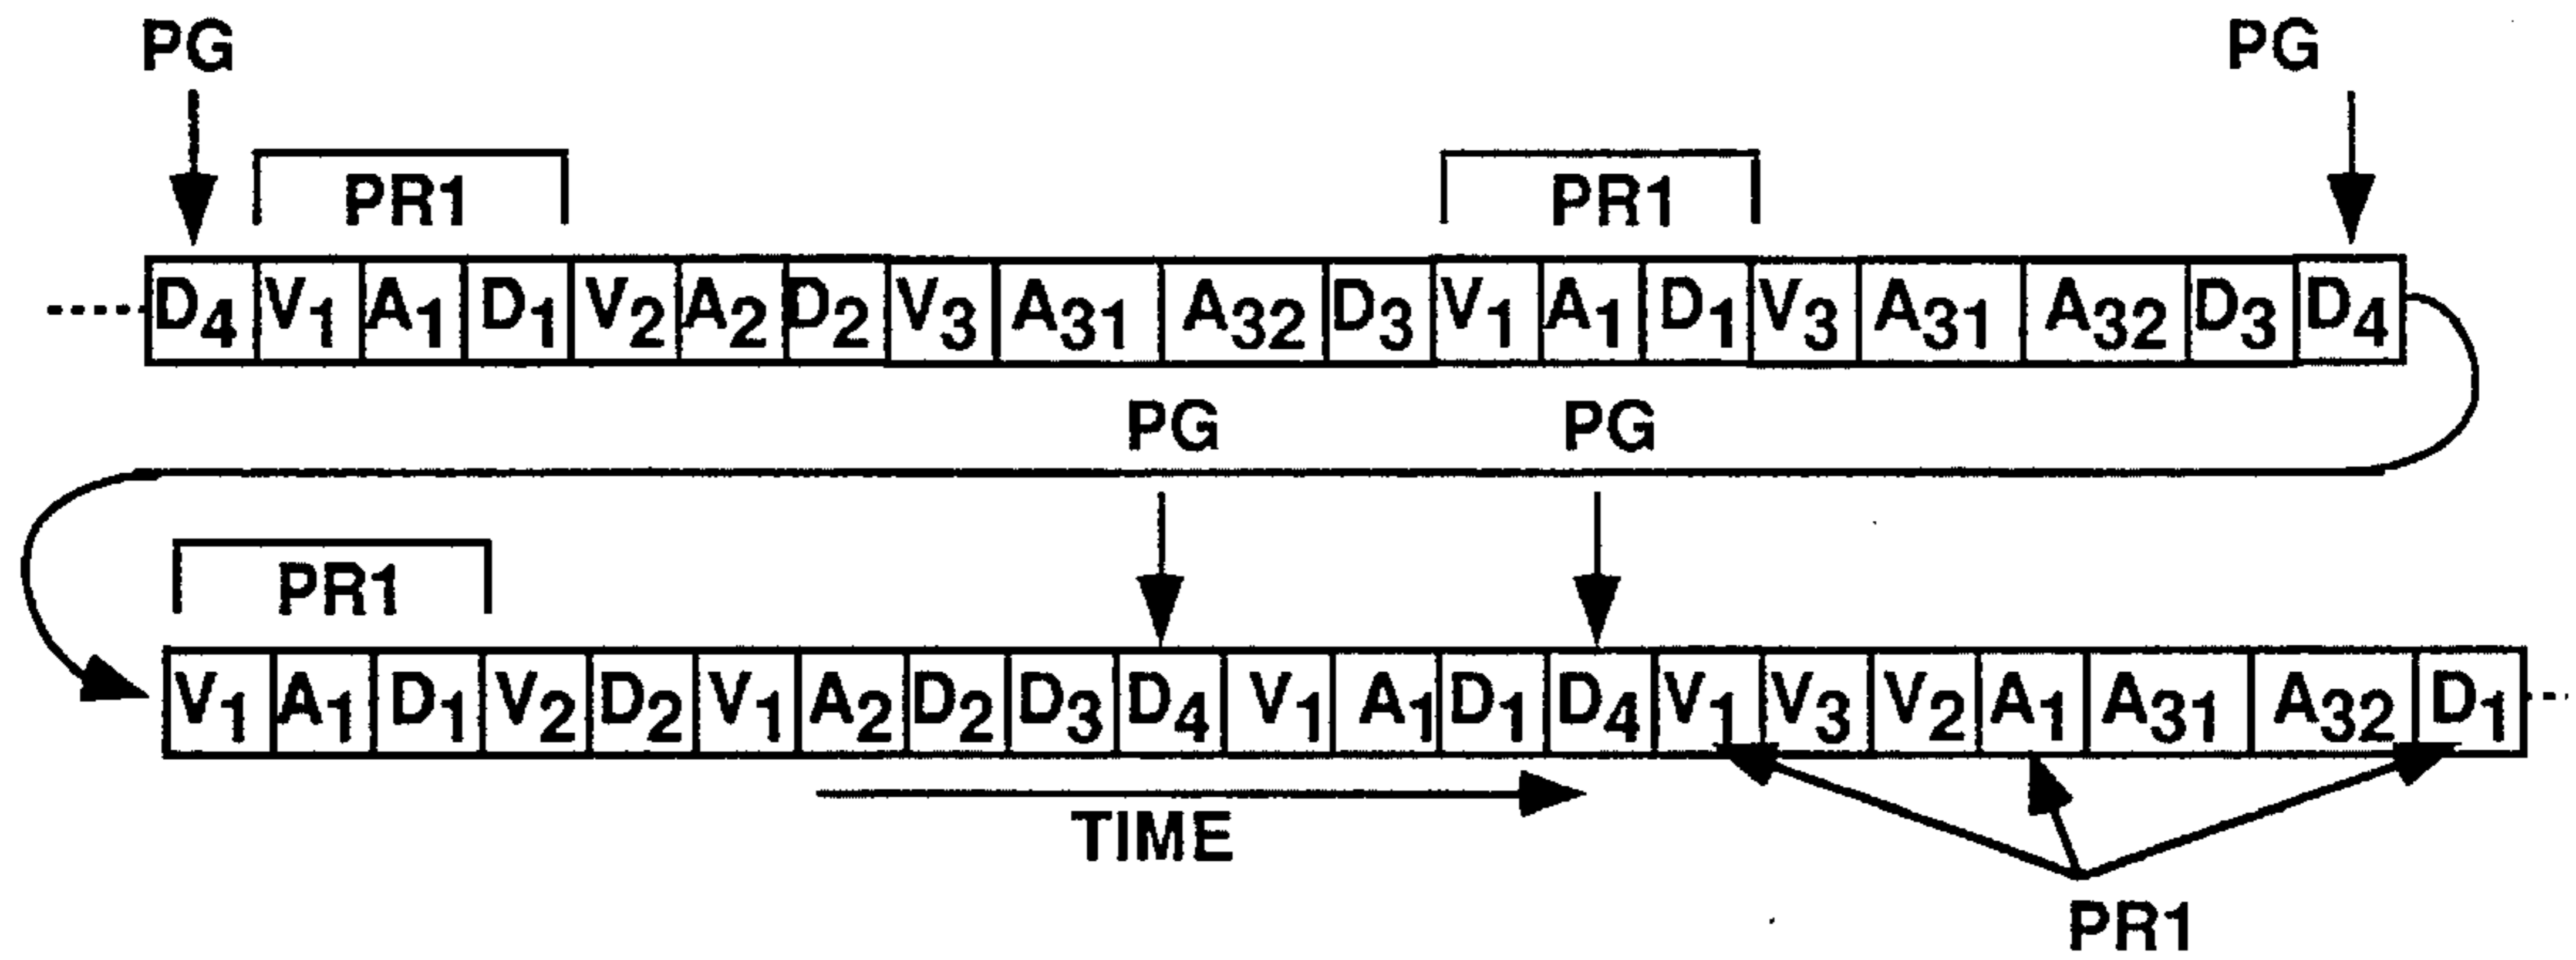 PG PG
PR1 PR1
D4 V1 A1 D1 V2 A2 D2 V3 A31 A32 D3 V1 A1 D1 V3 A31 A32 D3 D4
PG PG
PR1
V1 A1 D1 V2 D2 V1 A2 D2 D3 D4 V1 A1 D1 D4 V1 V3 V2 A1 A31 A32 D1
TIME
PR1